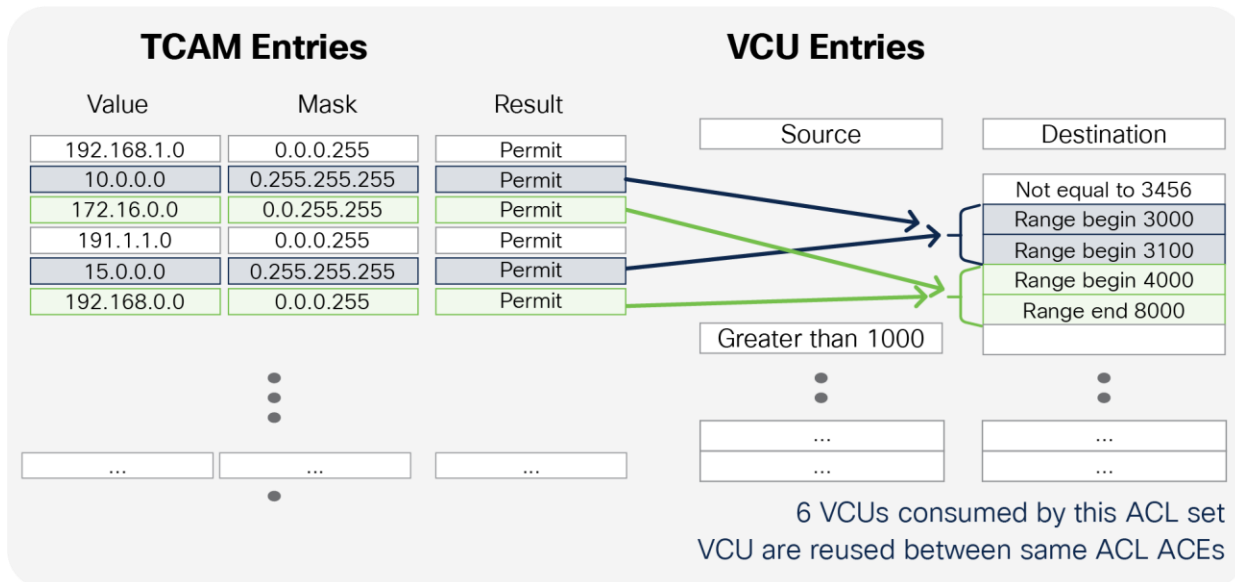 TCAM Entries
VCU Entries
Value Mask Result
Source Destination
192.168.1.0 0.0.0.255 Permit
10.0.0.0 0.255.255.255 Permit
172.16.0.0 0.0.255.255 Permit
191.1.1.0 0.0.0.255 Permit
15.0.0.0 0.255.255.255 Permit
192.168.0.0 0.0.0.255 Permit
Not equal to 3456
Range begin 3000
Range begin 3100
Range begin 4000
Range end 8000
Greater than 1000
... ...
... ...
... ... ...
6 VCUs consumed by this ACL set
VCU are reused between same ACL ACEs